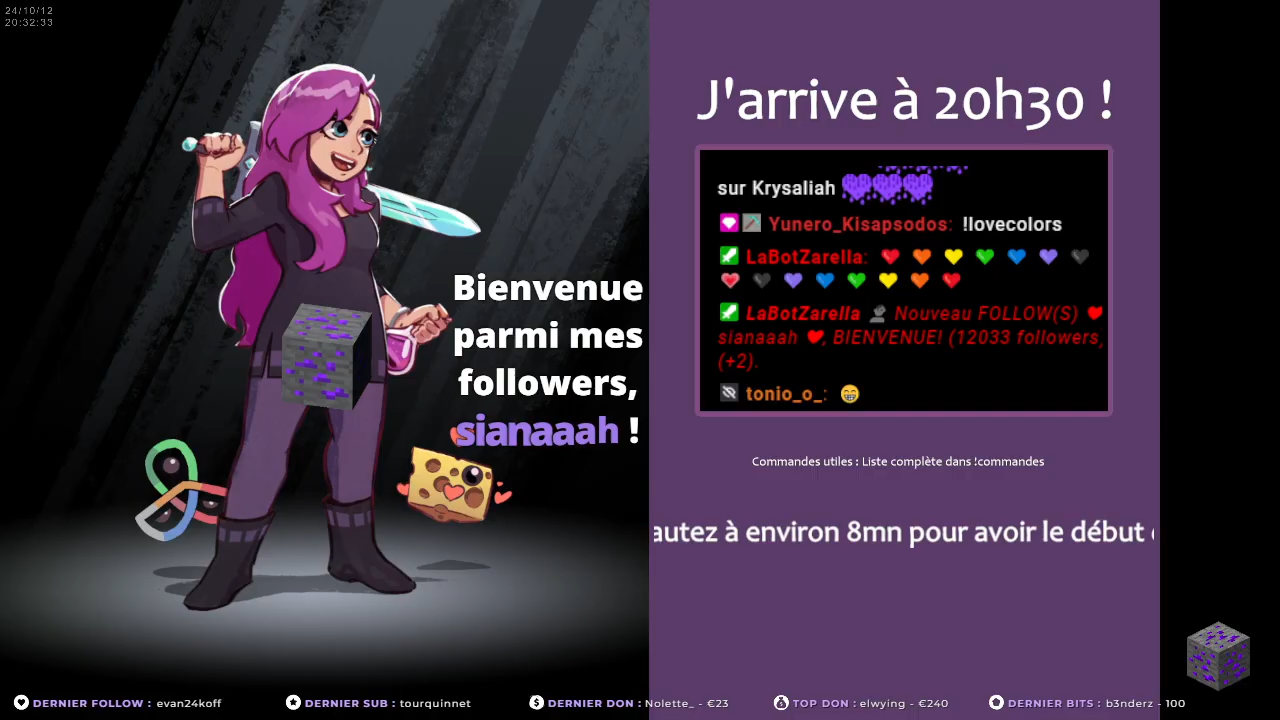 24/10/12
20:32:33
J'arrive à 20h30 !
sur Krysaliah
Yunero_Kisapsodos: !lovecolors
LaBotZarella:
LaBotZarella Nouveau FOLLOW(S)
sianaaah , BIENVENUE! (12033 followers,
(+2).
tonio_o_:
Bienvenue
parmi mes
followers,
sianaaah !
Commandes utiles : Liste complète dans !commandes
autez à environ 8mn pour avoir le début
DERNIER FOLLOW : evan24koff
DERNIER SUB : tourquinnet
DERNIER DON : Nolette_ - €23
TOP DON : elwying - €240
DERNIER BITS : b3nderz - 100